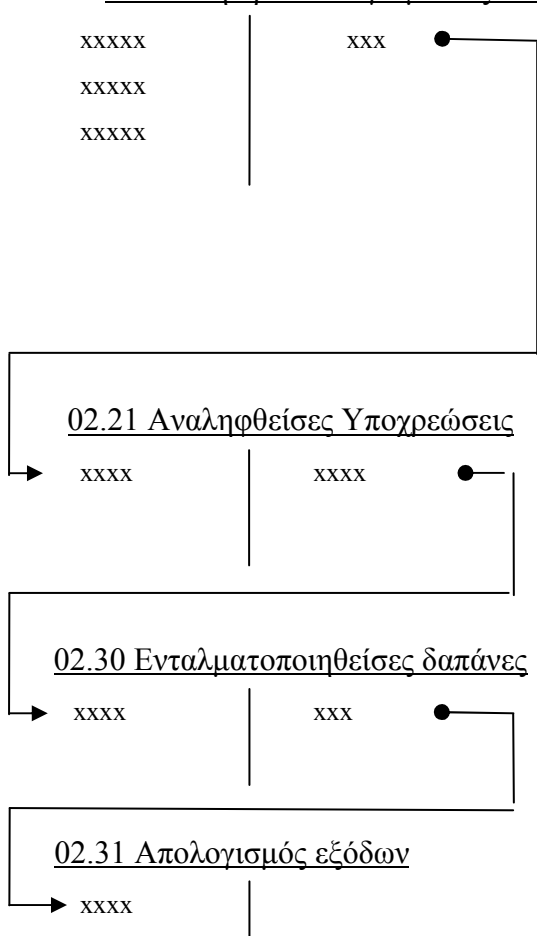 xxxxx xxx
xxxxx
xxxxx
02.21 Αναληφθείσες Υποχρεώσεις
xxxx xxxx
02.30 Ενταλματοποιηθείσες δαπάνες
xxxx xxx
02.31 Απολογισμός εξόδων
xxxx